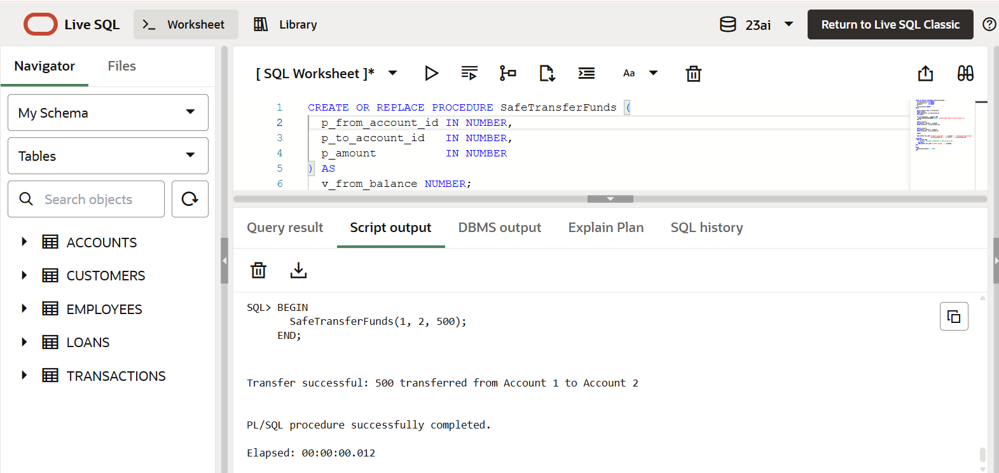 Live SQL
>_ Worksheet
Library
23ai
Return to Live SQL Classic
Navigator
Files
My Schema
Tables
Search objects
ACCOUNTS
CUSTOMERS
EMPLOYEES
LOANS
TRANSACTIONS
[ SQL Worksheet ]*
Aa
1 CREATE OR REPLACE PROCEDURE SafeTransferFunds (
2 p_from_account_id IN NUMBER,
3 p_to_account_id   IN NUMBER,
4 p_amount          IN NUMBER
5 ) AS
6 v_from_balance NUMBER;
Query result
Script output
DBMS output
Explain Plan
SQL history
SQL> BEGIN
SafeTransferFunds(1, 2, 500);
END;
Transfer successful: 500 transferred from Account 1 to Account 2
PL/SQL procedure successfully completed.
Elapsed: 00:00:00.012